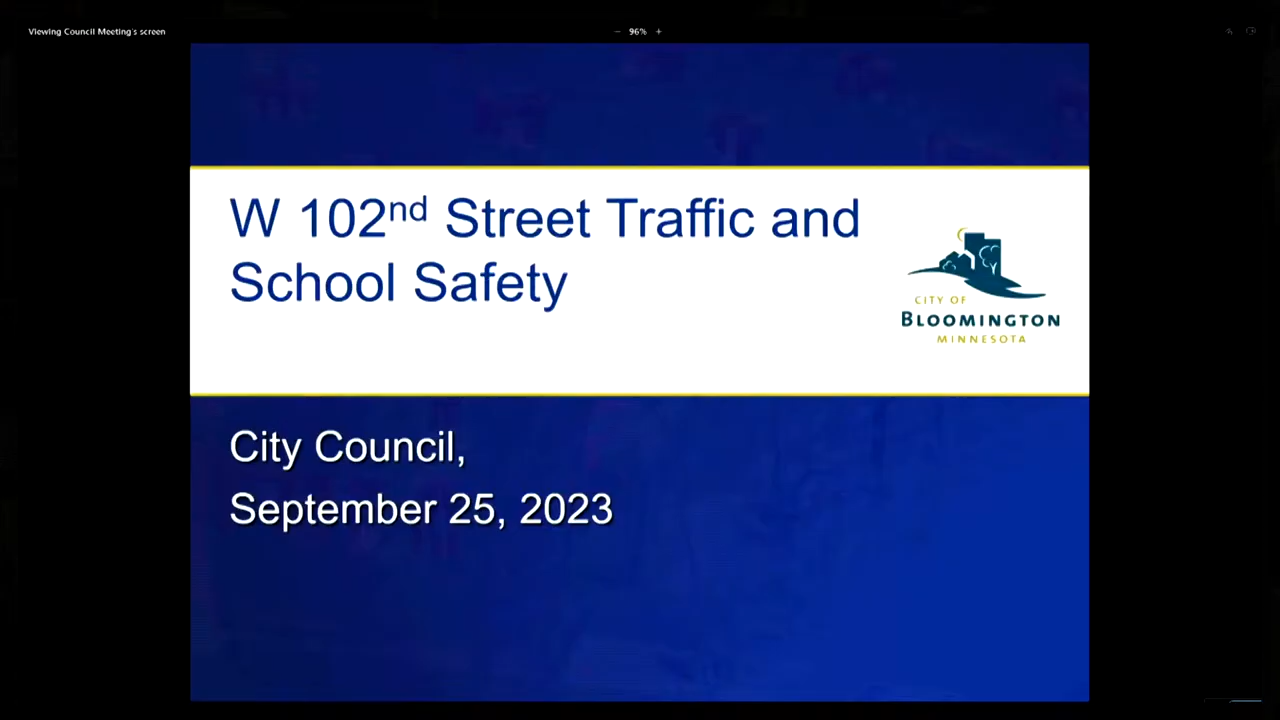 Viewing Council Meeting's screen
− 96% +
W 102nd Street Traffic and
School Safety
CITY OF
BLOOMINGTON
MINNESOTA
City Council,
September 25, 2023